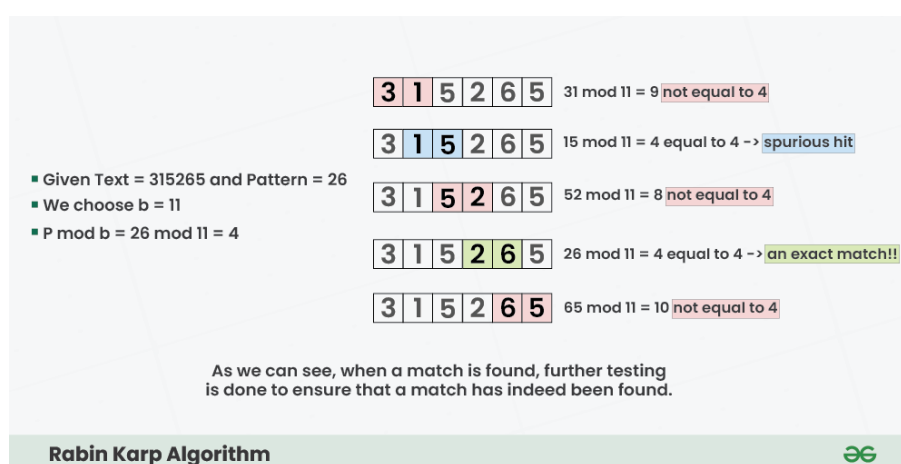 3 1 5 2 6 5 31 mod 11 = 9 not equal to 4
3 1 5 2 6 5 15 mod 11 = 4 equal to 4 -> spurious hit
▪ Given Text = 315265 and Pattern = 26
▪ We choose b = 11
▪ P mod b = 26 mod 11 = 4
3 1 5 2 6 5 52 mod 11 = 8 not equal to 4
3 1 5 2 6 5 26 mod 11 = 4 equal to 4 -> an exact match!!
3 1 5 2 6 5 65 mod 11 = 10 not equal to 4
As we can see, when a match is found, further testing
is done to ensure that a match has indeed been found.
Rabin Karp Algorithm